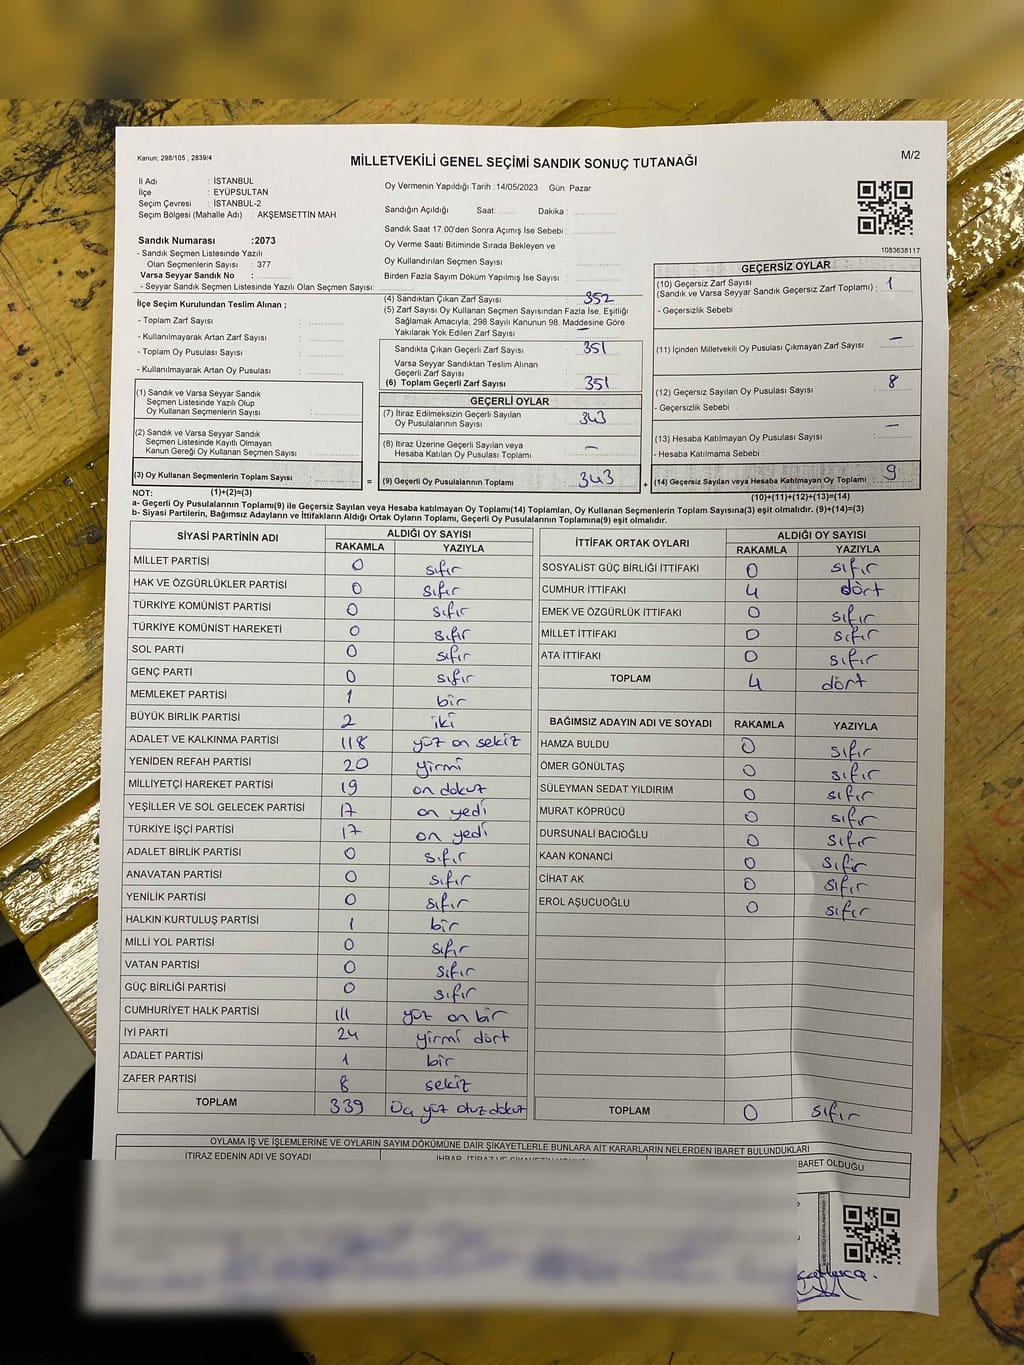 Kanun; 298/105 , 2839/4
MİLLETVEKİLİ GENEL SEÇİMİ SANDIK SONUÇ TUTANAĞI
M/2
İl Adı : İSTANBUL
İlçe : EYÜPSULTAN
Seçim Çevresi : İSTANBUL-2
Seçim Bölgesi (Mahalle Adı) : AKŞEMSETTİN MAH.
Oy Vermenin Yapıldığı Tarih :14/05/2023 Gün: Pazar
Sandığın Açıldığı Saat: ........ Dakika : ............
Sandık Saat 17:00'den Sonra Açımış İse Sebebi : ............
Oy Verme Saati Bitiminde Sırada Bekleyen ve
Oy Kullandırılan Seçmen Sayısı : ............
Birden Fazla Sayım Döküm Yapılmış İse Sayısı : ............
1083638117
Sandık Numarası :2073
- Sandık Seçmen Listesinde Yazılı
Olan Seçmenlerin Sayısı : 377
Varsa Seyyar Sandık No : ............
- Seyyar Sandık Seçmen Listesinde Yazılı Olan Seçmen Sayısı: ............
İlçe Seçim Kurulundan Teslim Alınan ;
- Toplam Zarf Sayısı : ............
- Kullanılmayarak Artan Zarf Sayısı : ............
- Toplam Oy Pusulası Sayısı : ............
- Kullanılmayarak Artan Oy Pusulası : ............
(1) Sandık ve Varsa Seyyar Sandık
Seçmen Listesinde Yazılı Olup
Oy Kullanan Seçmenlerin Sayısı : ............
(2) Sandık ve Varsa Seyyar Sandık
Seçmen Listesinde Kayıtlı Olmayan
Kanun Gereği Oy Kullanan Seçmen Sayısı : ............
(3) Oy Kullanan Seçmenlerin Toplam Sayısı : ............
(1)+(2)=(3)
(4) Sandıktan Çıkan Zarf Sayısı : 352
(5) Zarf Sayısı Oy Kullanan Seçmen Sayısından Fazla İse, Eşitliği
Sağlamak Amacıyla; 298 Sayılı Kanunun 98. Maddesine Göre
Yakılarak Yok Edilen Zarf Sayısı : –
Sandıkta Çıkan Geçerli Zarf Sayısı : 351
Varsa Seyyar Sandıktan Teslim Alınan
Geçerli Zarf Sayısı : ............
(6) Toplam Geçerli Zarf Sayısı : 351
GEÇERLİ OYLAR
(7) İtiraz Edilmeksizin Geçerli Sayılan
Oy Pusulalarının Sayısı : 343
(8) İtiraz Üzerine Geçerli Sayılan veya
Hesaba Katılan Oy Pusulası Toplamı : –
= (9) Geçerli Oy Pusulalarının Toplamı : 343 +
GEÇERSİZ OYLAR
(10) Geçersiz Zarf Sayısı
(Sandık ve Varsa Seyyar Sandık Geçersiz Zarf Toplamı) : 1
- Geçersizlik Sebebi :
(11) İçinden Milletvekili Oy Pusulası Çıkmayan Zarf Sayısı : –
(12) Geçersiz Sayılan Oy Pusulası Sayısı : 8
- Geçersizlik Sebebi :
(13) Hesaba Katılmayan Oy Pusulası Sayısı : –
- Hesaba Katılmama Sebebi :
(14) Geçersiz Sayılan veya Hesaba Katılmayan Oy Toplamı : 9
(10)+(11)+(12)+(13)=(14)
NOT:
a- Geçerli Oy Pusulalarının Toplamı(9) ile Geçersiz Sayılan veya Hesaba katılmayan Oy Toplamı(14) Toplamları, Oy Kullanan Seçmenlerin Toplam Sayısına(3) eşit olmalıdır. (9)+(14)=(3)
b- Siyasi Partilerin, Bağımsız Adayların ve İttifakların Aldığı Ortak Oyların Toplamı, Geçerli Oy Pusulalarının Toplamına(9) eşit olmalıdır.
SİYASİ PARTİNİN ADI ALDIĞI OY SAYISI
RAKAMLA YAZIYLA
MİLLET PARTİSİ 0 sıfır
HAK VE ÖZGÜRLÜKLER PARTİSİ 0 sıfır
TÜRKİYE KOMÜNİST PARTİSİ 0 sıfır
TÜRKİYE KOMÜNİST HAREKETİ 0 sıfır
SOL PARTİ 0 sıfır
GENÇ PARTİ 0 sıfır
MEMLEKET PARTİSİ 1 bir
BÜYÜK BİRLİK PARTİSİ 2 iki
ADALET VE KALKINMA PARTİSİ 118 yüz on sekiz
YENİDEN REFAH PARTİSİ 20 yirmi
MİLLİYETÇİ HAREKET PARTİSİ 19 on dokuz
YEŞİLLER VE SOL GELECEK PARTİSİ 17 on yedi
TÜRKİYE İŞÇİ PARTİSİ 17 on yedi
ADALET BİRLİK PARTİSİ 0 sıfır
ANAVATAN PARTİSİ 0 sıfır
YENİLİK PARTİSİ 0 sıfır
HALKIN KURTULUŞ PARTİSİ 1 bir
MİLLİ YOL PARTİSİ 0 sıfır
VATAN PARTİSİ 0 sıfır
GÜÇ BİRLİĞİ PARTİSİ 0 sıfır
CUMHURİYET HALK PARTİSİ 111 yüz on bir
İYİ PARTİ 24 yirmi dört
ADALET PARTİSİ 1 bir
ZAFER PARTİSİ 8 sekiz
TOPLAM 339 üç yüz otuz dokuz
İTTİFAK ORTAK OYLARI ALDIĞI OY SAYISI
RAKAMLA YAZIYLA
SOSYALİST GÜÇ BİRLİĞİ İTTİFAKI 0 sıfır
CUMHUR İTTİFAKI 4 dört
EMEK VE ÖZGÜRLÜK İTTİFAKI 0 sıfır
MİLLET İTTİFAKI 0 sıfır
ATA İTTİFAKI 0 sıfır
TOPLAM 4 dört
BAĞIMSIZ ADAYIN ADI VE SOYADI RAKAMLA YAZIYLA
HAMZA BULDU 0 sıfır
ÖMER GÖNÜLTAŞ 0 sıfır
SÜLEYMAN SEDAT YILDIRIM 0 sıfır
MURAT KÖPRÜCÜ 0 sıfır
DURSUNALİ BACIOĞLU 0 sıfır
KAAN KONANCİ 0 sıfır
CİHAT AK 0 sıfır
EROL AŞUCUOĞLU 0 sıfır
TOPLAM 0 sıfır
OYLAMA İŞ VE İŞLEMLERİNE VE OYLARIN SAYIM DÖKÜMÜNE DAİR ŞİKAYETLERLE BUNLARA AİT KARARLARIN NELERDEN İBARET BULUNDUKLARI
İTİRAZ EDENİN ADI VE SOYADI
BARET OLDUĞU